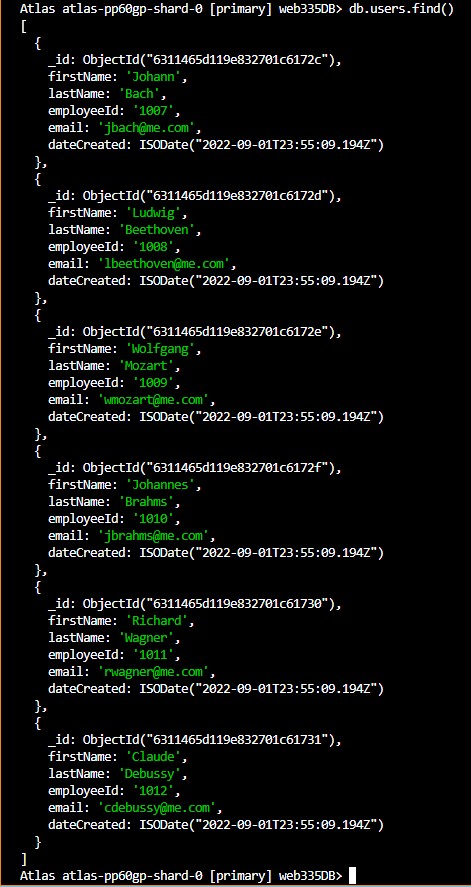 Atlas atlas-pp60gp-shard-0 [primary] web335DB> db.users.find()
[
  {
    _id: ObjectId("6311465d119e832701c6172c"),
    firstName: 'Johann',
    lastName: 'Bach',
    employeeId: '1007',
    email: 'jbach@me.com',
    dateCreated: ISODate("2022-09-01T23:55:09.194Z")
  },
  {
    _id: ObjectId("6311465d119e832701c6172d"),
    firstName: 'Ludwig',
    lastName: 'Beethoven',
    employeeId: '1008',
    email: 'lbeethoven@me.com',
    dateCreated: ISODate("2022-09-01T23:55:09.194Z")
  },
  {
    _id: ObjectId("6311465d119e832701c6172e"),
    firstName: 'Wolfgang',
    lastName: 'Mozart',
    employeeId: '1009',
    email: 'wmozart@me.com',
    dateCreated: ISODate("2022-09-01T23:55:09.194Z")
  },
  {
    _id: ObjectId("6311465d119e832701c6172f"),
    firstName: 'Johannes',
    lastName: 'Brahms',
    employeeId: '1010',
    email: 'jbrahms@me.com',
    dateCreated: ISODate("2022-09-01T23:55:09.194Z")
  },
  {
    _id: ObjectId("6311465d119e832701c61730"),
    firstName: 'Richard',
    lastName: 'Wagner',
    employeeId: '1011',
    email: 'rwagner@me.com',
    dateCreated: ISODate("2022-09-01T23:55:09.194Z")
  },
  {
    _id: ObjectId("6311465d119e832701c61731"),
    firstName: 'Claude',
    lastName: 'Debussy',
    employeeId: '1012',
    email: 'cdebussy@me.com',
    dateCreated: ISODate("2022-09-01T23:55:09.194Z")
  }
]
Atlas atlas-pp60gp-shard-0 [primary] web335DB>